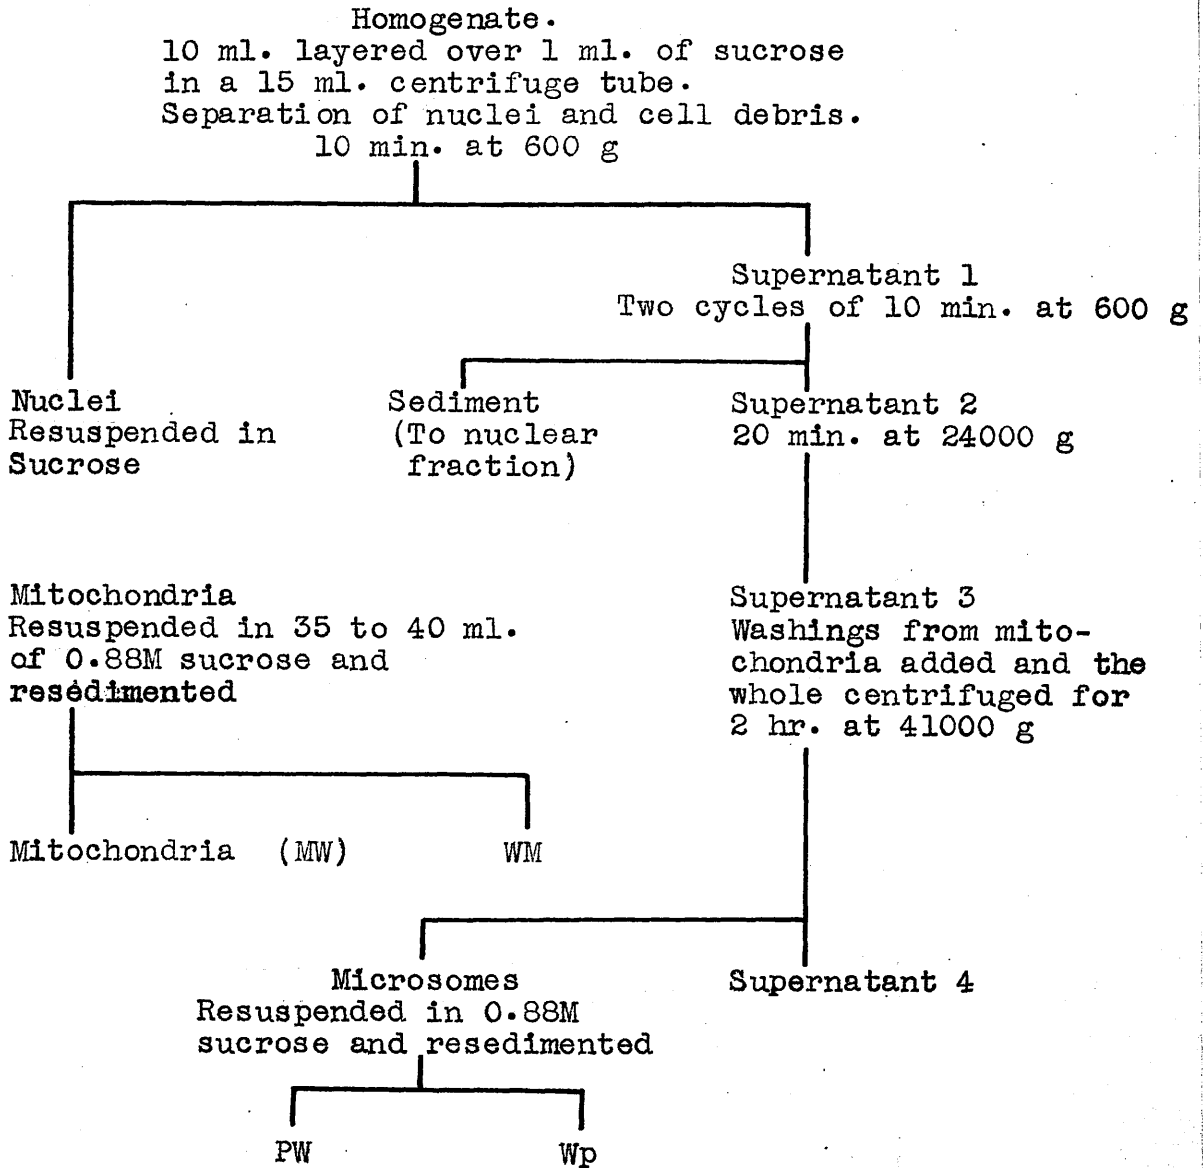 Homogenate.
10 ml. layered over 1 ml. of sucrose
in a 15 ml. centrifuge tube.
Separation of nuclei and cell debris.
10 min. at 600 g
Supernatant 1
Two cycles of 10 min. at 600 g
Nuclei
Resuspended in
Sucrose
Sediment
(To nuclear
fraction)
Supernatant 2
20 min. at 24000 g
Mitochondria
Resuspended in 35 to 40 ml.
of 0.88M sucrose and
resedimented
Supernatant 3
Washings from mito-
chondria added and the
whole centrifuged for
2 hr. at 41000 g
Mitochondria (MW)
WM
Microsomes
Resuspended in 0.88M
sucrose and resedimented
Supernatant 4
PW
Wp